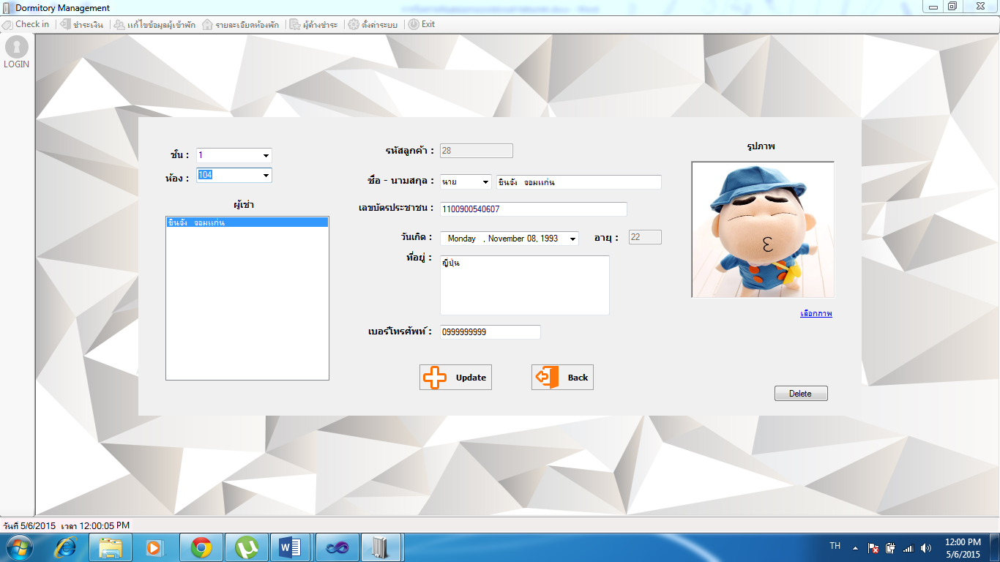 Dormitory Management
Check in ชำระเงิน แก้ไขข้อมูลผู้เข้าพัก รายละเอียดห้องพัก ผู้ค้างชำระ ตั้งค่าระบบ Exit
LOGIN
ชั้น : 1
ห้อง : 104
ผู้เช่า
ชินจัง จอมแก่น
รหัสลูกค้า : 28
ชื่อ - นามสกุล : นาย ชินจัง จอมแก่น
เลขบัตรประชาชน : 1100900540607
วันเกิด : Monday , November 08, 1993 อายุ : 22
ที่อยู่ : ญี่ปุ่น
เบอร์โทรศัพท์ : 0999999999
รูปภาพ
เลือกภาพ
Update Back
Delete
วันที่ 5/6/2015 เวลา 12:00:05 PM
TH
12:00 PM
5/6/2015